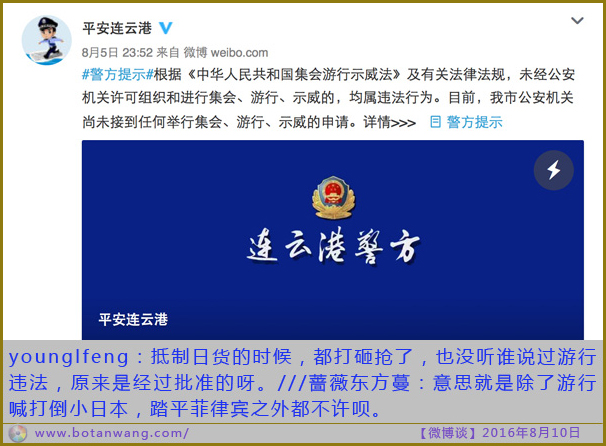 平安连云港
8月5日 23:52 来自 微博 weibo.com
#警方提示#根据《中华人民共和国集会游行示威法》及有关法律法规，未经公安
机关许可组织和进行集会、游行、示威的，均属违法行为。目前，我市公安机关
尚未接到任何举行集会、游行、示威的申请。详情>>> 警方提示
连云港警方
平安连云港
younglfeng：抵制日货的时候，都打砸抢了，也没听谁说过游行
违法，原来是经过批准的呀。///蔷薇东方蔓：意思就是除了游行
喊打倒小日本，踏平菲律宾之外都不许呗。
www.botanwang.com/ 【微博谈】2016年8月10日